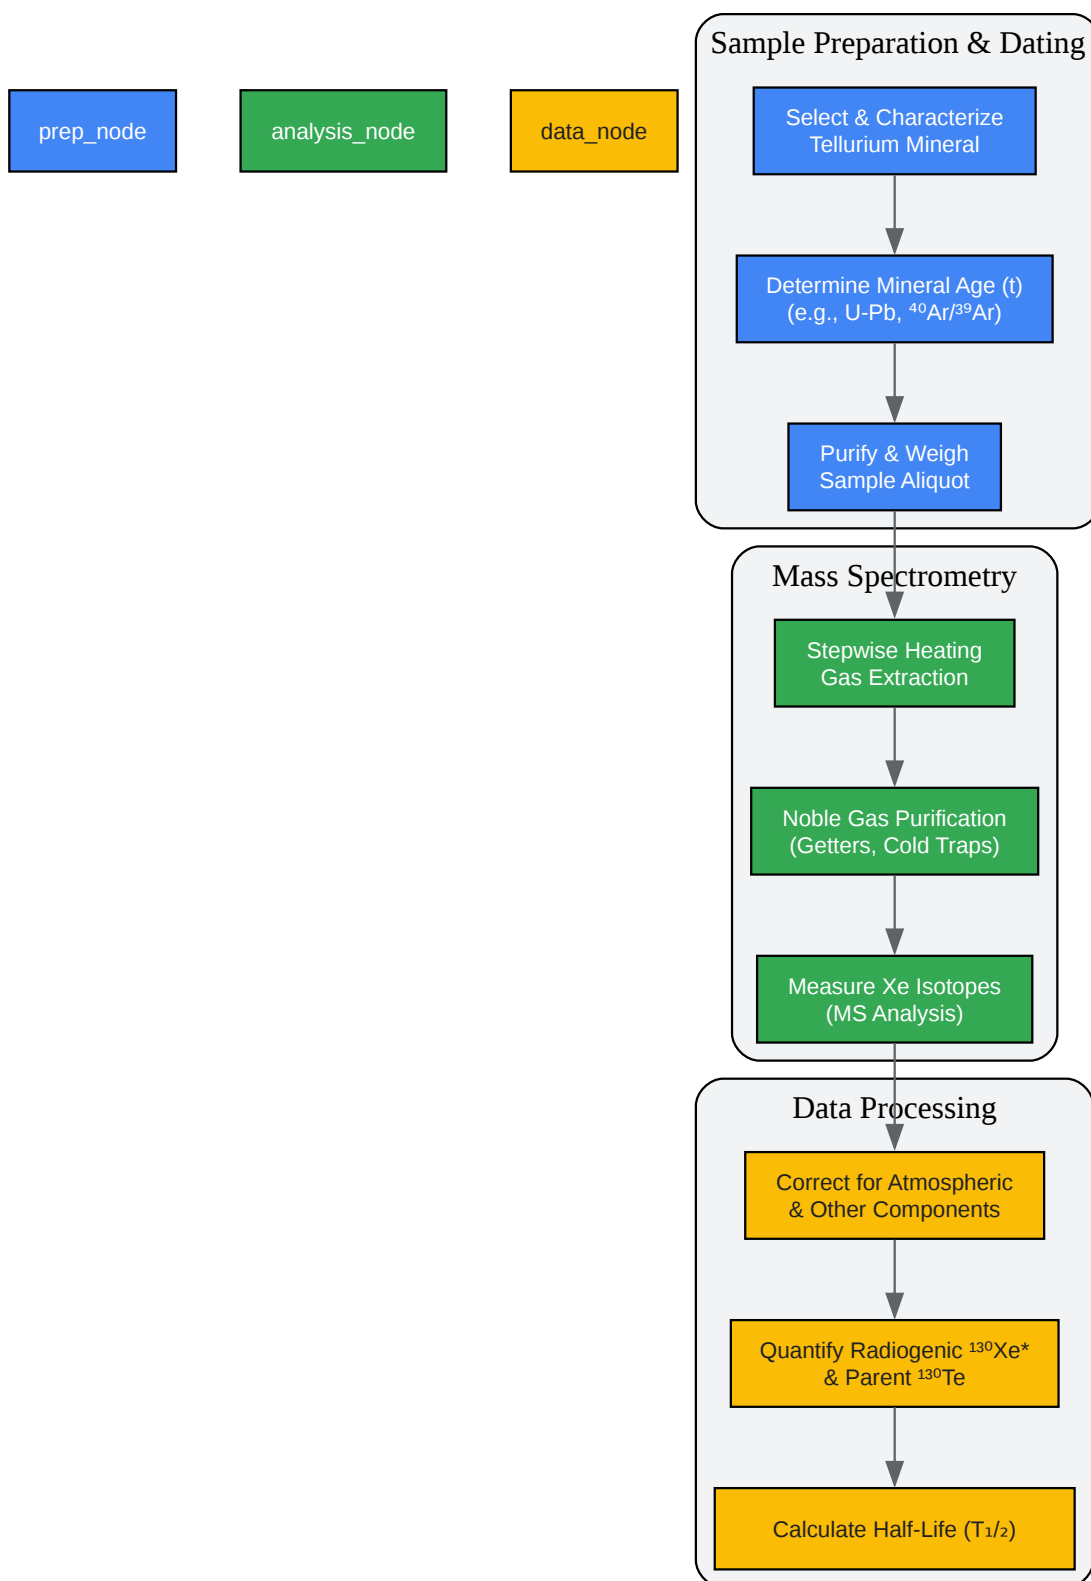 Sample Preparation & Dating
prep_node
analysis_node
data_node
Select & Characterize
Tellurium Mineral
Determine Mineral Age (t)
(e.g., U-Pb, ⁴⁰Ar/³⁹Ar)
Purify & Weigh
Sample Aliquot
Mass Spectrometry
Stepwise Heating
Gas Extraction
Noble Gas Purification
(Getters, Cold Traps)
Measure Xe Isotopes
(MS Analysis)
Data Processing
Correct for Atmospheric
& Other Components
Quantify Radiogenic ¹³⁰Xe*
& Parent ¹³⁰Te
Calculate Half-Life (T₁/₂)